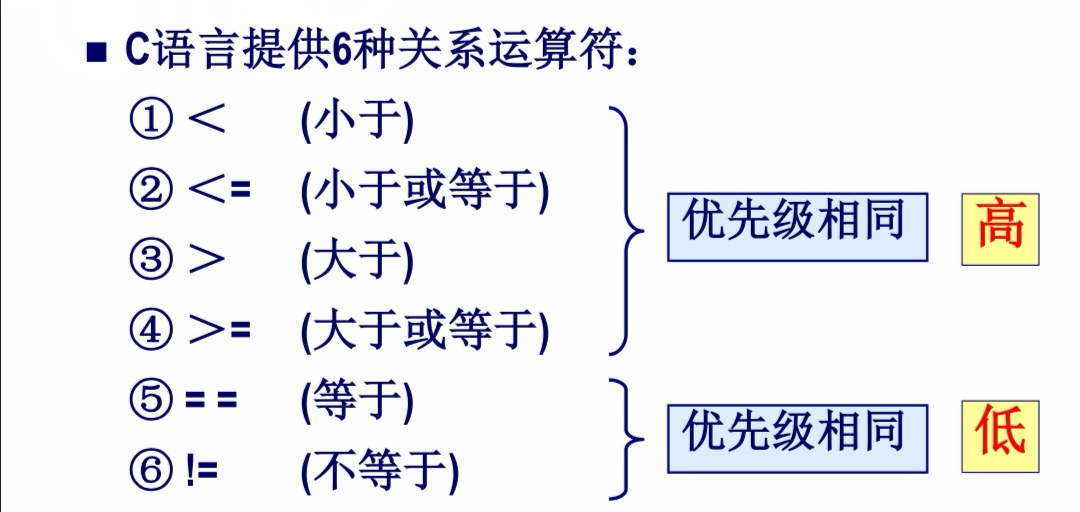 ■ C语言提供6种关系运算符：
① < (小于)
② <= (小于或等于)
③ > (大于)
④ >= (大于或等于)
优先级相同 高
⑤ = = (等于)
⑥ != (不等于)
优先级相同 低